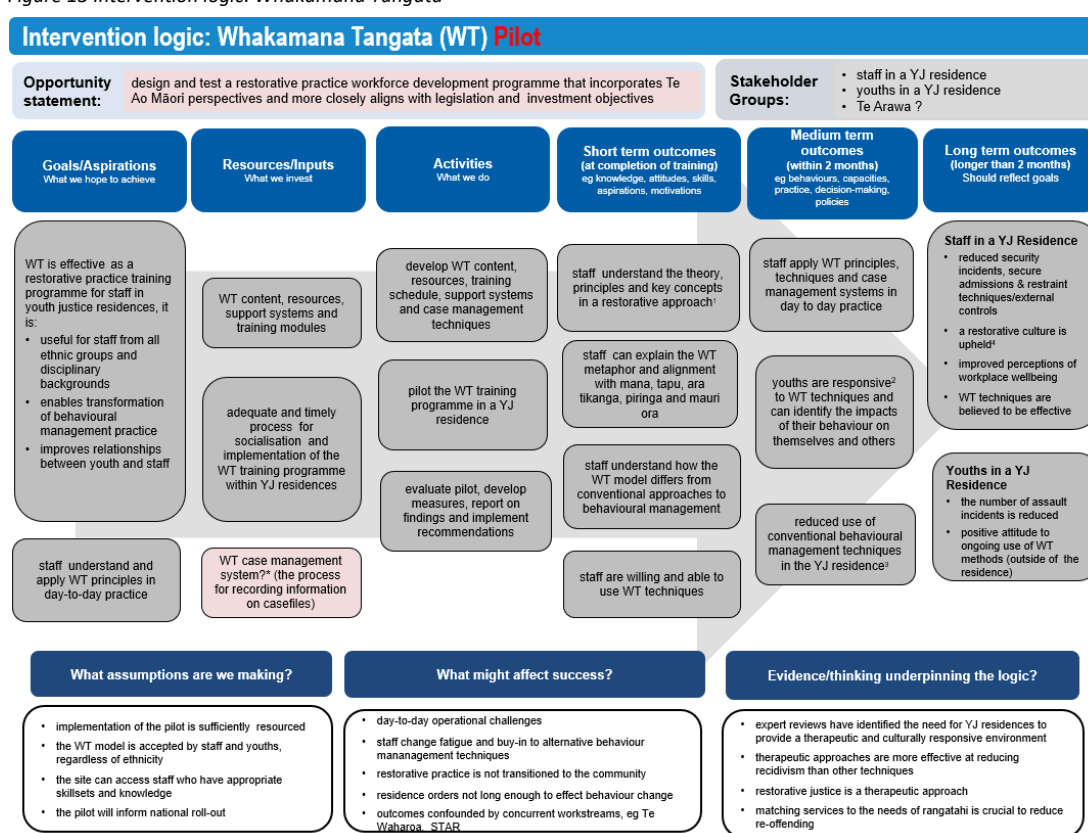 Figure 13 Intervention logic: Whakamana Tangata
Intervention logic: Whakamana Tangata (WT) Pilot
Opportunity
statement:
design and test a restorative practice workforce development programme that incorporates Te
Ao Māori perspectives and more closely aligns with legislation and investment objectives
Stakeholder
Groups:
• staff in a YJ residence
• youths in a YJ residence
• Te Arawa ?
Goals/Aspirations
What we hope to achieve
Resources/Inputs
What we invest
Activities
What we do
Short term outcomes
(at completion of training)
eg knowledge, attitudes, skills,
aspirations, motivations
Medium term
outcomes
(within 2 months)
eg behaviours, capacities,
practice, decision-making,
policies
Long term outcomes
(longer than 2 months)
Should reflect goals
WT is effective as a
restorative practice training
programme for staff in
youth justice residences, it
is:
• useful for staff from all
ethnic groups and
disciplinary
backgrounds
• enables transformation
of behavioural
management practice
• improves relationships
between youth and staff
staff understand and
apply WT principles in
day-to-day practice
WT content, resources,
support systems and
training modules
adequate and timely
process for
socialisation and
implementation of the
WT training programme
within YJ residences
WT case management
system?* (the process
for recording information
on casefiles)
develop WT content,
resources, training
schedule, support systems
and case management
techniques
pilot the WT training
programme in a YJ
residence
evaluate pilot, develop
measures, report on
findings and implement
recommendations
staff understand the theory,
principles and key concepts
in a restorative approach¹
staff can explain the WT
metaphor and alignment
with mana, tapu, ara
tikanga, piringa and mauri
ora
staff understand how the
WT model differs from
conventional approaches to
behavioural management
staff are willing and able to
use WT techniques
staff apply WT principles,
techniques and case
management systems in
day to day practice
youths are responsive²
to WT techniques and
can identify the impacts
of their behaviour on
themselves and others
reduced use of
conventional behavioural
management techniques
in the YJ residence³
Staff in a YJ Residence
• reduced security
incidents, secure
admissions & restraint
techniques/external
controls
• a restorative culture is
upheld⁴
• improved perceptions of
workplace wellbeing
• WT techniques are
believed to be effective
Youths in a YJ
Residence
• the number of assault
incidents is reduced
• positive attitude to
ongoing use of WT
methods (outside of the
residence)
What assumptions are we making?
• implementation of the pilot is sufficiently resourced
• the WT model is accepted by staff and youths,
regardless of ethnicity
• the site can access staff who have appropriate
skillsets and knowledge
• the pilot will inform national roll-out
What might affect success?
• day-to-day operational challenges
• staff change fatigue and buy-in to alternative behaviour
mananagement techniques
• restorative practice is not transitioned to the community
• residence orders not long enough to effect behaviour change
• outcomes confounded by concurrent workstreams, eg Te
Waharoa, STAR
Evidence/thinking underpinning the logic?
• expert reviews have identified the need for YJ residences to
provide a therapeutic and culturally responsive environment
• therapeutic approaches are more effective at reducing
recidivism than other techniques
• restorative justice is a therapeutic approach
• matching services to the needs of rangatahi is crucial to reduce
re-offending